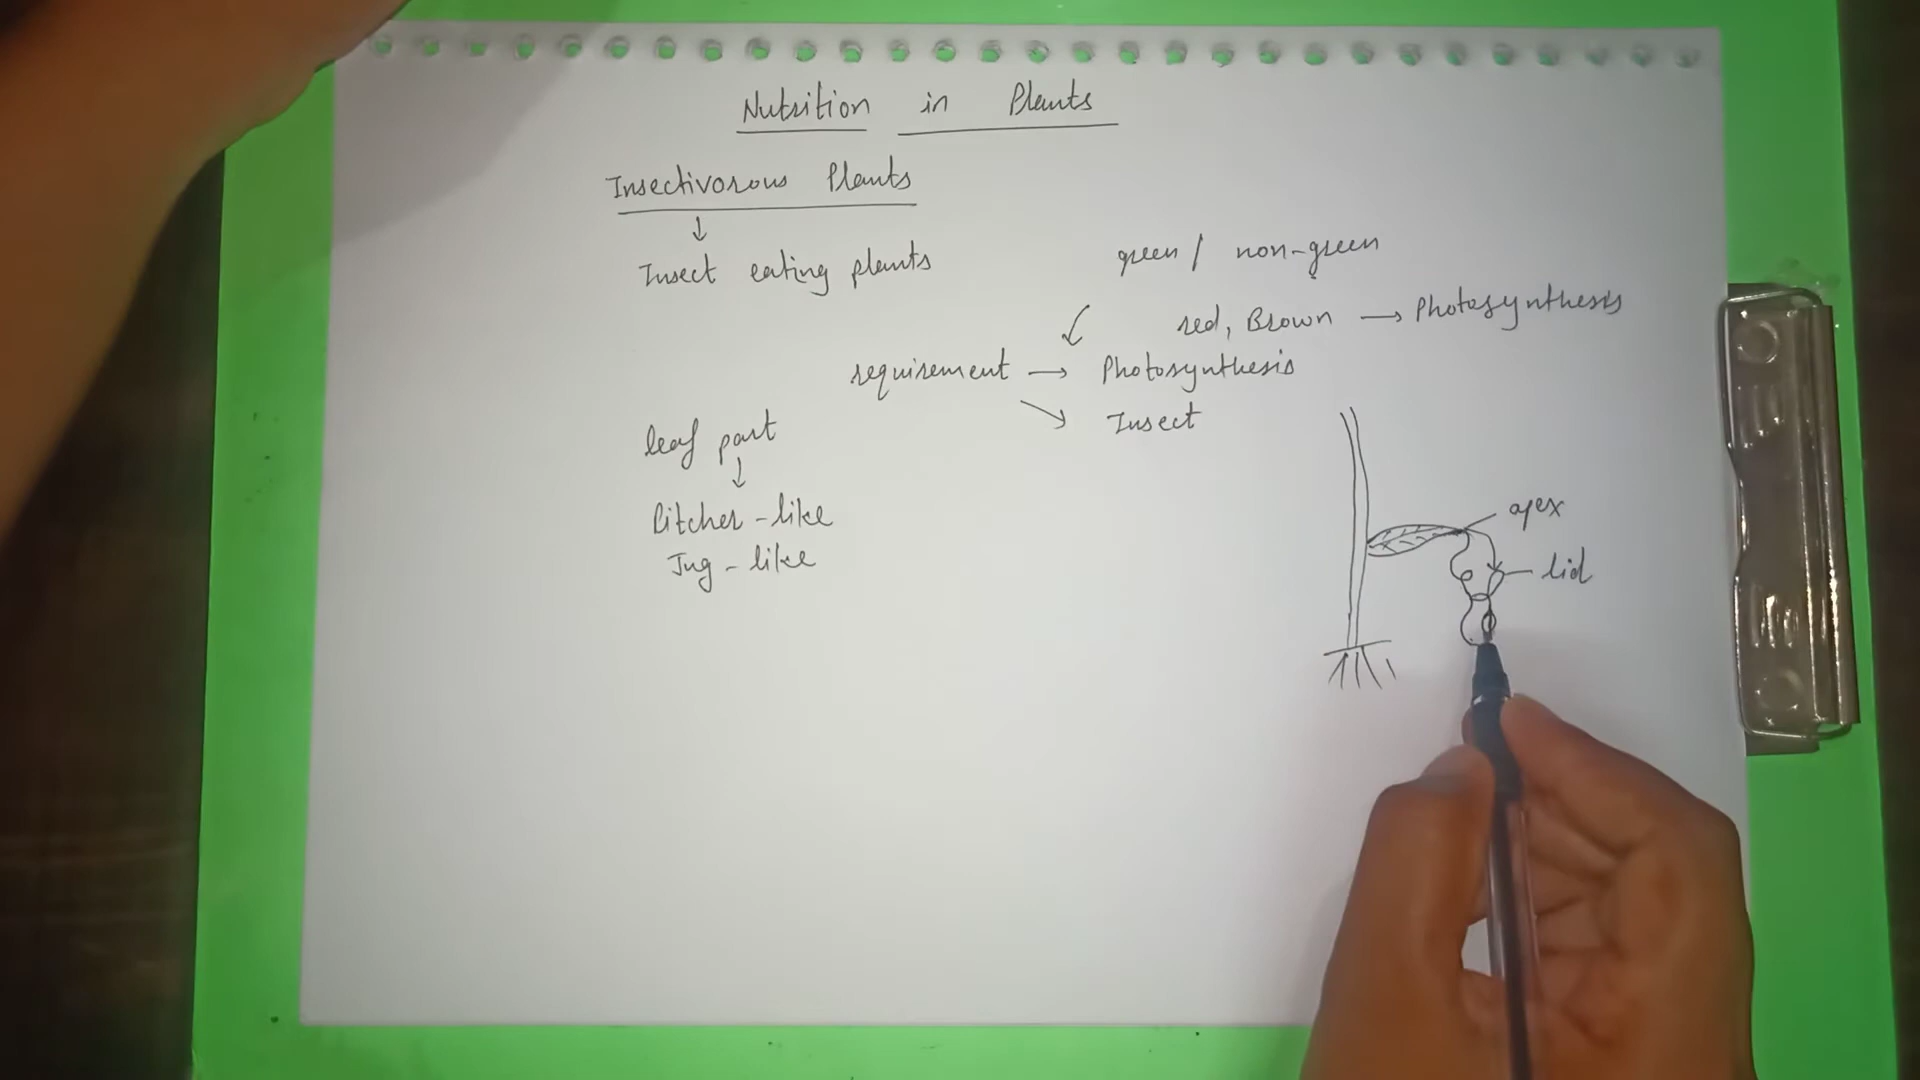 Nutrition in Plants
Insectivorous Plants
↓
Insect eating plants
green / non-green
red, Brown → Photosynthesis
requirement → Photosynthesis
Insect
leaf part
↓
Pitcher-like
Jug-like
apex
lid